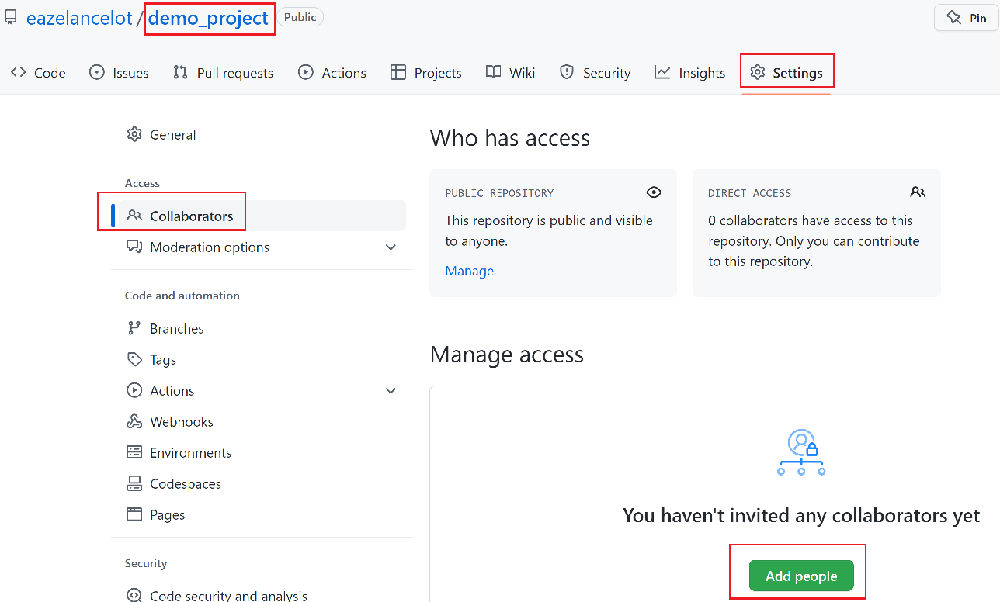 eazelancelot / demo_project Public
Pin
Code Issues Pull requests Actions Projects Wiki Security Insights Settings
General
Access
Collaborators
Moderation options
Code and automation
Branches
Tags
Actions
Webhooks
Environments
Codespaces
Pages
Security
Code security and analysis
Who has access
PUBLIC REPOSITORY
This repository is public and visible
to anyone.
Manage
DIRECT ACCESS
0 collaborators have access to this
repository. Only you can contribute
to this repository.
Manage access
You haven't invited any collaborators yet
Add people